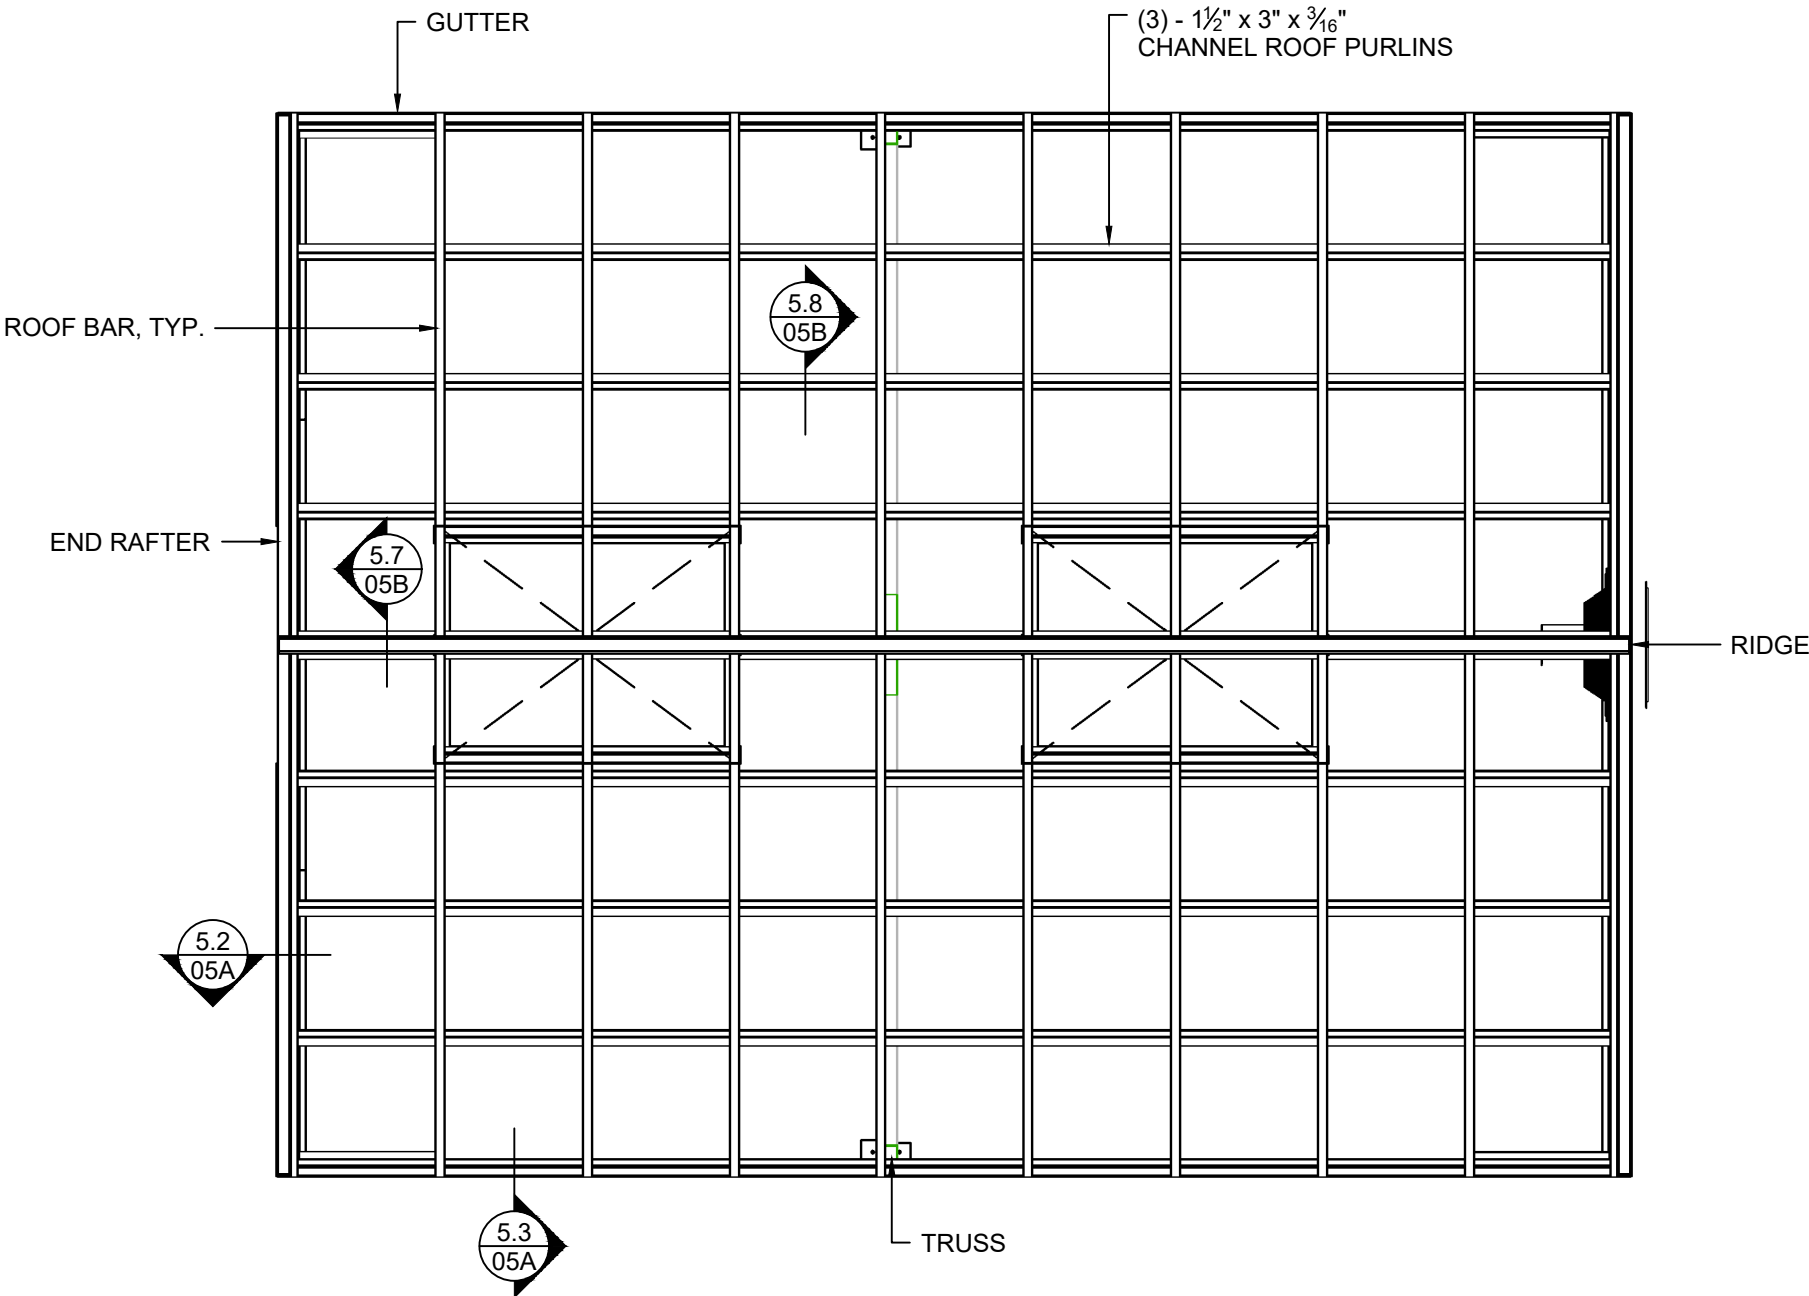 GUTTER
(3) - 1½" x 3" x 3⁄16"
CHANNEL ROOF PURLINS
5.8
05B
ROOF BAR, TYP.
END RAFTER
5.7
05B
RIDGE
5.2
05A
5.3
05A
TRUSS